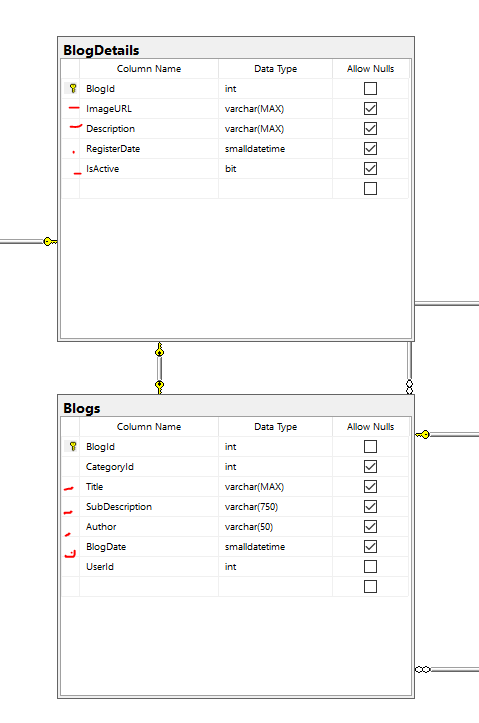 BlogDetails
Column Name Data Type Allow Nulls
BlogId int
ImageURL varchar(MAX)
Description varchar(MAX)
RegisterDate smalldatetime
IsActive bit
Blogs
Column Name Data Type Allow Nulls
BlogId int
CategoryId int
Title varchar(MAX)
SubDescription varchar(750)
Author varchar(50)
BlogDate smalldatetime
UserId int